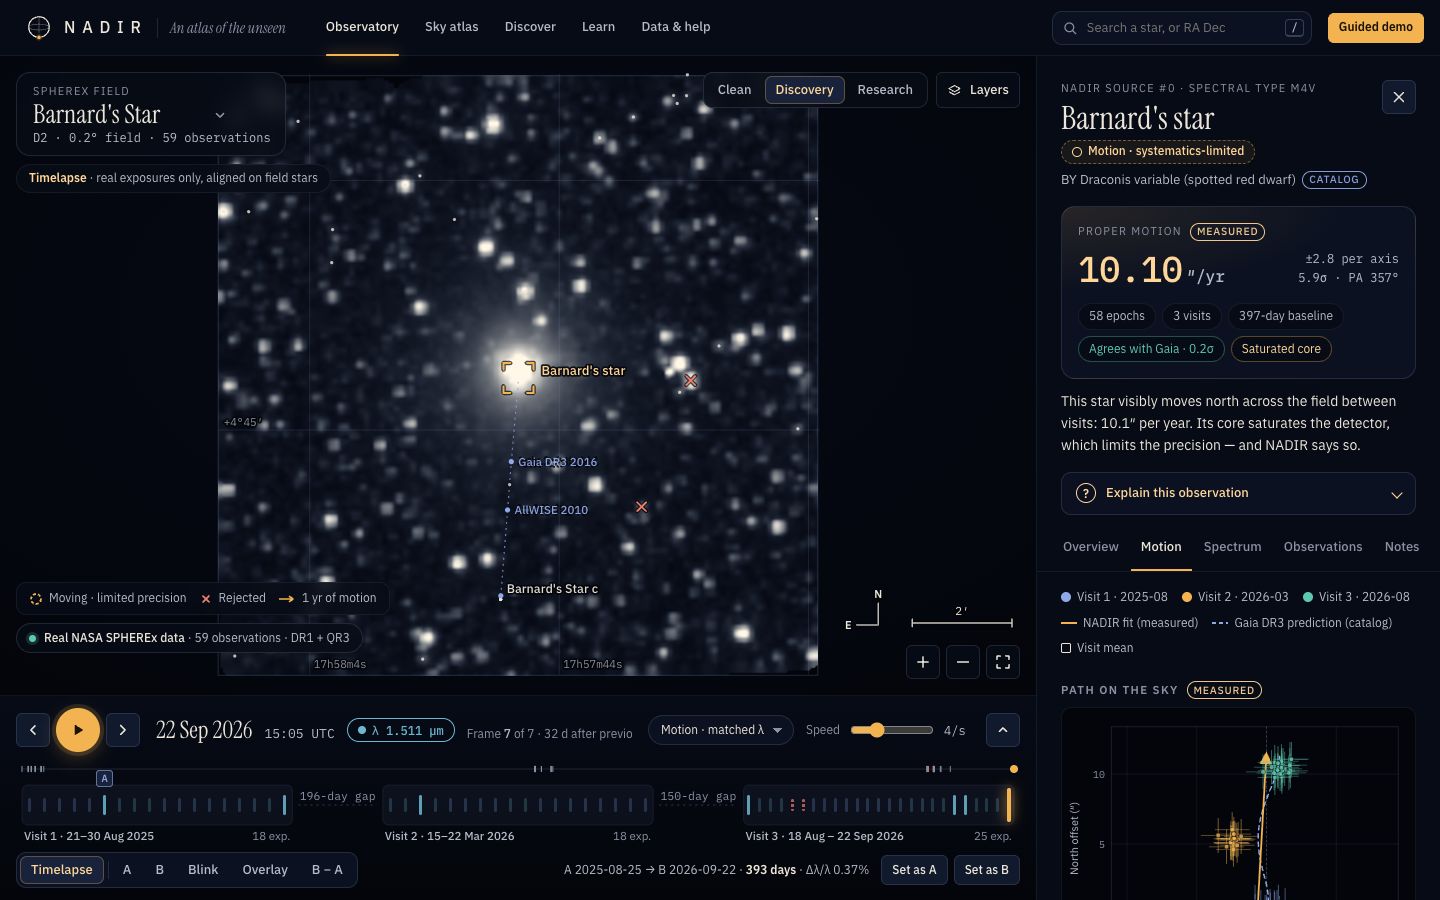 NADIR
An atlas of the unseen
Observatory
Sky atlas
Discover
Learn
Data & help
Search a star, or RA Dec
/
Guided demo
SPHEREX FIELD
Barnard's Star
D2 · 0.2° field · 59 observations
Timelapse · real exposures only, aligned on field stars
Clean
Discovery
Research
Layers
Barnard's star
+4°45′
Gaia DR3 2016
AllWISE 2010
Barnard's Star c
Moving · limited precision
Rejected
1 yr of motion
Real NASA SPHEREx data · 59 observations · DR1 + QR3
17h58m4s
17h57m44s
N
E
2′
22 Sep 2026
15:05 UTC
λ 1.511 µm
Frame 7 of 7 · 32 d after previo
Motion · matched λ
Speed
4/s
A
196-day gap
150-day gap
Visit 1 · 21–30 Aug 2025
18 exp.
Visit 2 · 15–22 Mar 2026
18 exp.
Visit 3 · 18 Aug – 22 Sep 2026
25 exp.
Timelapse
A
B
Blink
Overlay
B – A
A 2025-08-25 → B 2026-09-22 · 393 days · Δλ/λ 0.37%
Set as A
Set as B
NADIR SOURCE #0 · SPECTRAL TYPE M4V
Barnard's star
Motion · systematics-limited
BY Draconis variable (spotted red dwarf)
CATALOG
PROPER MOTION
MEASURED
10.10 ″/yr
±2.8 per axis
5.9σ · PA 357°
58 epochs
3 visits
397-day baseline
Agrees with Gaia · 0.2σ
Saturated core
This star visibly moves north across the field between
visits: 10.1″ per year. Its core saturates the detector,
which limits the precision — and NADIR says so.
?
Explain this observation
Overview
Motion
Spectrum
Observations
Notes
Visit 1 · 2025-08
Visit 2 · 2026-03
Visit 3 · 2026-08
NADIR fit (measured)
Gaia DR3 prediction (catalog)
Visit mean
PATH ON THE SKY
MEASURED
10
5
North offset (″)